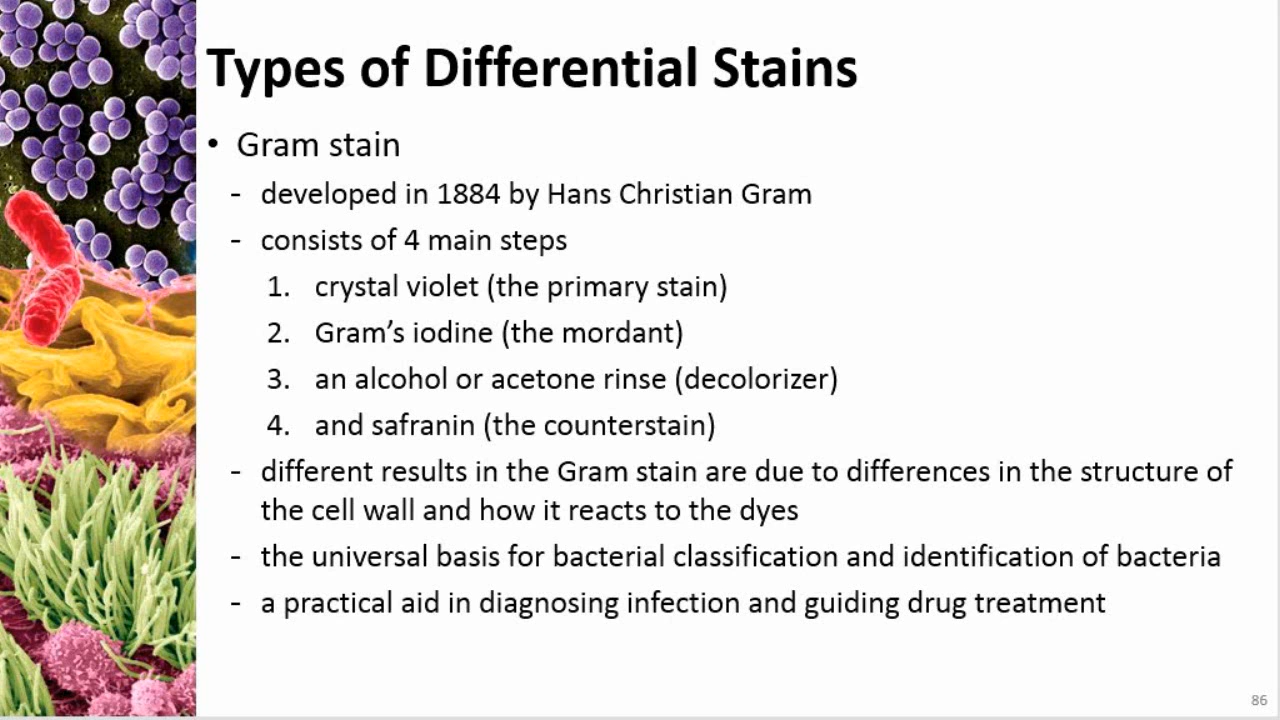 Types of Differential Stains
• Gram stain
- developed in 1884 by Hans Christian Gram
- consists of 4 main steps
1. crystal violet (the primary stain)
2. Gram’s iodine (the mordant)
3. an alcohol or acetone rinse (decolorizer)
4. and safranin (the counterstain)
- different results in the Gram stain are due to differences in the structure of
the cell wall and how it reacts to the dyes
- the universal basis for bacterial classification and identification of bacteria
- a practical aid in diagnosing infection and guiding drug treatment
86